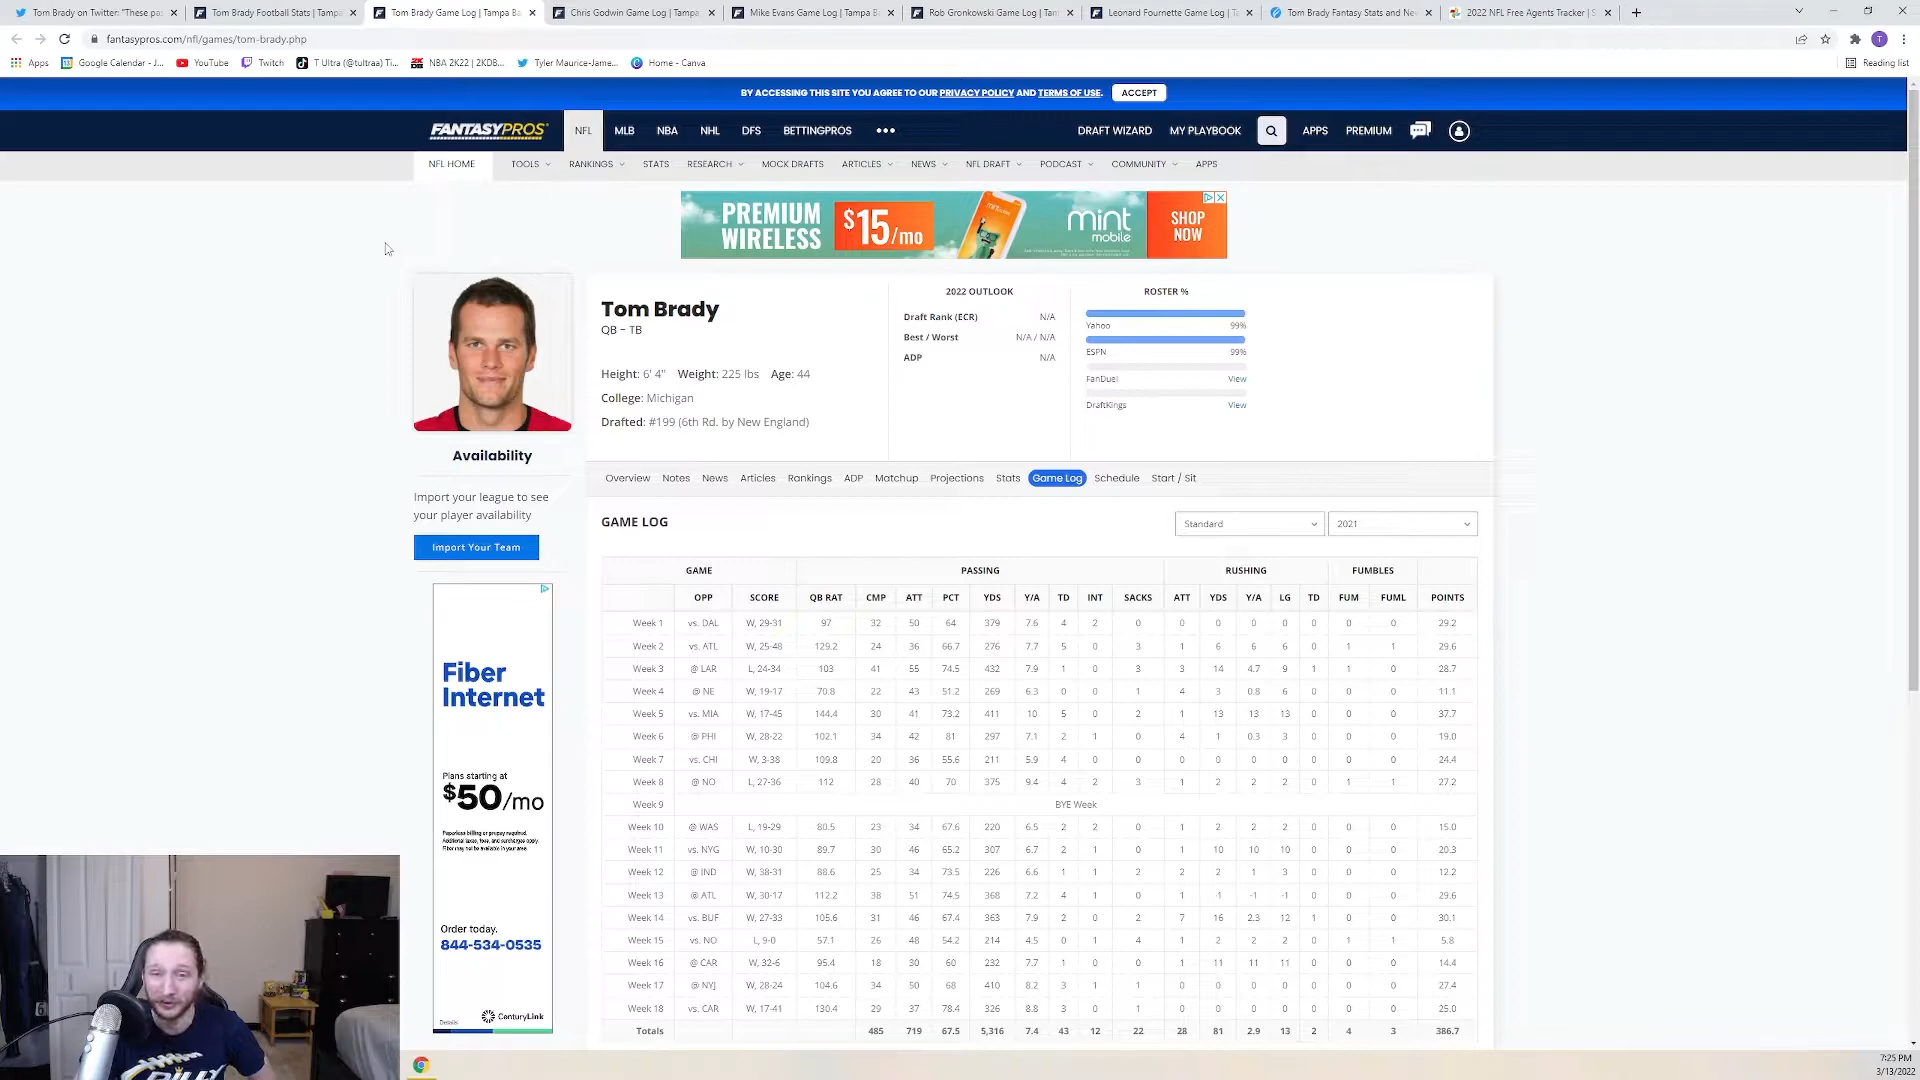 Tom Brady on Twitter: "These pas
Tom Brady Football Stats | Tampa
Tom Brady Game Log | Tampa Ba
Chris Godwin Game Log | Tampa
Mike Evans Game Log | Tampa B
Rob Gronkowski Game Log | Tam
Leonard Fournette Game Log | Ta
Tom Brady Fantasy Stats and Ne
2022 NFL Free Agents Tracker | S
fantasypros.com/nfl/games/tom-brady.php
Apps Google Calendar - J... YouTube Twitch T Ultra (@tultraa) Ti... NBA 2K22 | 2KDB... Tyler Maurice-Jame... Home - Canva Reading list
BY ACCESSING THIS SITE YOU AGREE TO OUR PRIVACY POLICY AND TERMS OF USE. ACCEPT
FANTASYPROS NFL MLB NBA NHL DFS BETTINGPROS ••• DRAFT WIZARD MY PLAYBOOK APPS PREMIUM
NFL HOME TOOLS RANKINGS STATS RESEARCH MOCK DRAFTS ARTICLES NEWS NFL DRAFT PODCAST COMMUNITY APPS
PREMIUM WIRELESS $15/mo mint mobile SHOP NOW
Tom Brady
QB - TB
Height: 6' 4" Weight: 225 lbs Age: 44
College: Michigan
Drafted: #199 (6th Rd. by New England)
2022 OUTLOOK
Draft Rank (ECR) N/A
Best / Worst N/A / N/A
ADP N/A
ROSTER %
Yahoo 99%
ESPN 99%
FanDuel View
DraftKings View
Availability
Import your league to see
your player availability
Import Your Team
Overview Notes News Articles Rankings ADP Matchup Projections Stats Game Log Schedule Start / Sit
GAME LOG Standard 2021
GAME PASSING RUSHING FUMBLES
OPP SCORE QB RAT CMP ATT PCT YDS Y/A TD INT SACKS ATT YDS Y/A LG TD FUM FUML POINTS
Week 1 vs. DAL W, 29-31 97 32 50 64 379 7.6 4 2 0 0 0 0 0 0 0 0 29.2
Week 2 vs. ATL W, 25-48 129.2 24 36 66.7 276 7.7 5 0 3 1 6 6 6 0 1 1 29.6
Week 3 @ LAR L, 24-34 103 41 55 74.5 432 7.9 1 0 3 3 14 4.7 9 1 1 0 28.7
Week 4 @ NE W, 19-17 70.8 22 43 51.2 269 6.3 0 0 1 4 3 0.8 6 0 0 0 11.1
Week 5 vs. MIA W, 17-45 144.4 30 41 73.2 411 10 5 0 2 1 13 13 13 0 0 0 37.7
Week 6 @ PHI W, 28-22 102.1 34 42 81 297 7.1 2 1 0 4 1 0.3 3 0 0 0 19.0
Week 7 vs. CHI W, 3-38 109.8 20 36 55.6 211 5.9 4 0 0 0 0 0 0 0 0 0 24.4
Week 8 @ NO L, 27-36 112 28 40 70 375 9.4 4 2 3 1 2 2 2 0 1 1 27.2
Week 9 BYE Week
Week 10 @ WAS L, 19-29 80.5 23 34 67.6 220 6.5 2 2 0 1 2 2 2 0 0 0 15.0
Week 11 vs. NYG W, 10-30 89.7 30 46 65.2 307 6.7 2 1 0 1 10 10 10 0 0 0 20.3
Week 12 @ IND W, 38-31 88.6 25 34 73.5 226 6.6 1 1 2 2 2 1 3 0 0 0 12.2
Week 13 @ ATL W, 30-17 112.2 38 51 74.5 368 7.2 4 1 0 1 -1 -1 -1 0 0 0 29.6
Week 14 vs. BUF W, 27-33 105.6 31 46 67.4 363 7.9 2 0 2 7 16 2.3 12 1 0 0 30.1
Week 15 vs. NO L, 9-0 57.1 26 48 54.2 214 4.5 0 1 4 1 2 2 2 0 1 1 5.8
Week 16 @ CAR W, 32-6 95.4 18 30 60 232 7.7 1 0 0 1 11 11 11 0 0 0 14.4
Week 17 @ NYJ W, 28-24 104.6 34 50 68 410 8.2 3 1 1 0 0 0 0 0 0 0 27.4
Week 18 vs. CAR W, 17-41 130.4 29 37 78.4 326 8.8 3 0 1 0 0 0 0 0 0 0 25.0
Totals 485 719 67.5 5,316 7.4 43 12 22 28 81 2.9 13 2 4 3 386.7
Fiber
Internet
Plans starting at
$50/mo
Paperless billing or prepay required.
Additional taxes, fees, and surcharges apply.
Fiber may not be available in your area.
Order today.
844-534-0535
Details CenturyLink
7:25 PM
3/13/2022